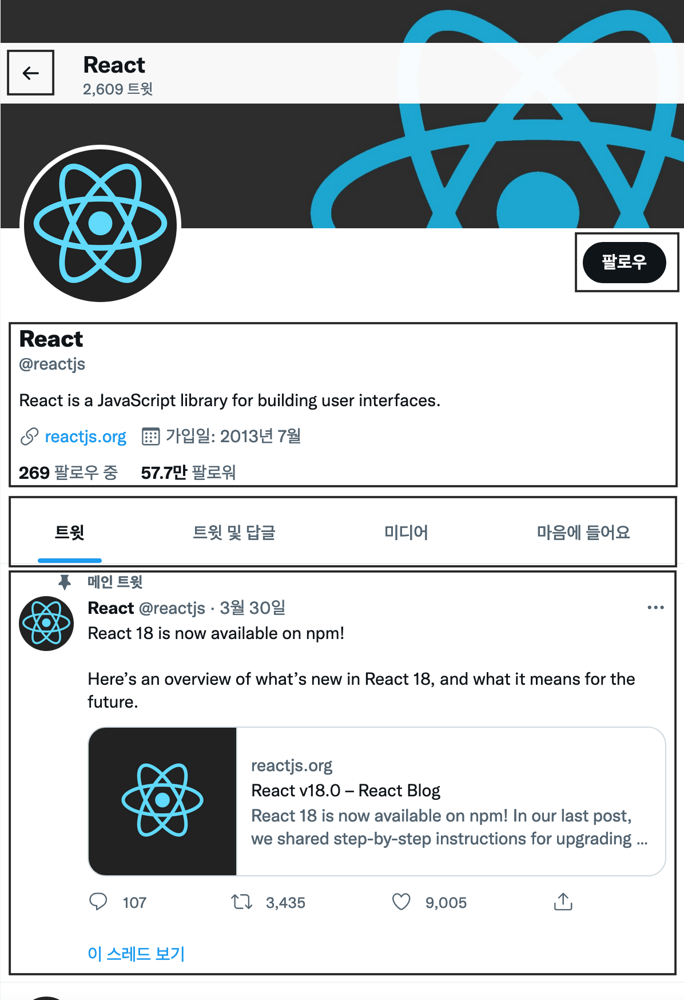 React
2,609 트윗
팔로우
React
@reactjs
React is a JavaScript library for building user interfaces.
reactjs.org 가입일: 2013년 7월
269 팔로우 중 57.7만 팔로워
트윗 트윗 및 답글 미디어 마음에 들어요
메인 트윗
React @reactjs · 3월 30일
React 18 is now available on npm!
Here’s an overview of what’s new in React 18, and what it means for the
future.
reactjs.org
React v18.0 – React Blog
React 18 is now available on npm! In our last post,
we shared step-by-step instructions for upgrading ...
107 3,435 9,005
이 스레드 보기